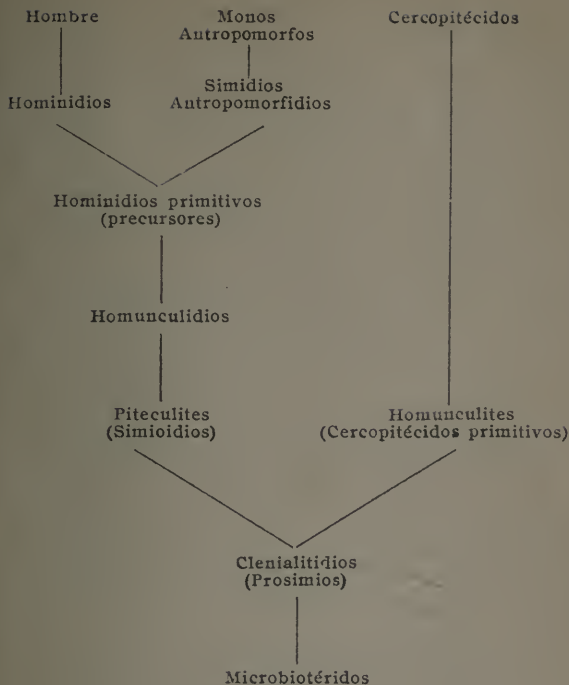 Hombre
Monos
Antropomorfos
Cercopitécidos
Hominidios
Simidios
Antropomorfidios
Hominidios primitivos
(precursores)
Homunculidios
Piteculites
(Simioidios)
Homunculites
(Cercopitécidos primitivos)
Clenialitidios
(Prosimios)
Microbiotéridos